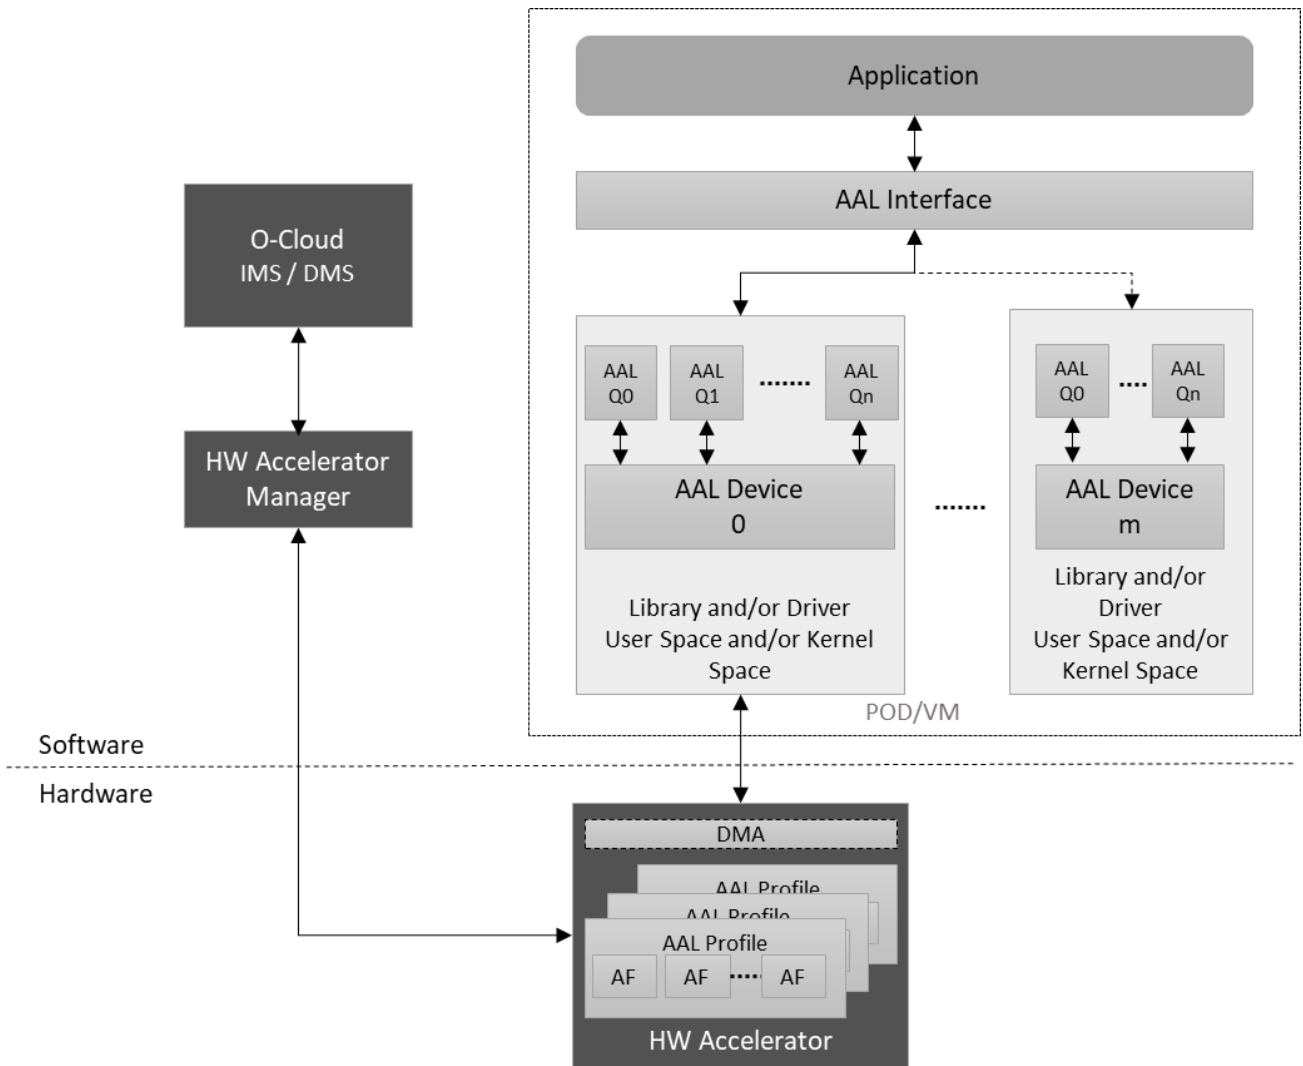 Application
AAL Interface
O-Cloud
IMS / DMS
HW Accelerator
Manager
AAL
Q0
AAL
Q1
.......
AAL
Qn
AAL Device
0
Library and/or Driver
User Space and/or Kernel
Space
.......
AAL
Q0
....
AAL
Qn
AAL Device
m
Library and/or
Driver
User Space and/or
Kernel Space
POD/VM
Software
Hardware
DMA
AAL Profile
AAL Profile
AAL Profile
AF
AF
.....
AF
HW Accelerator